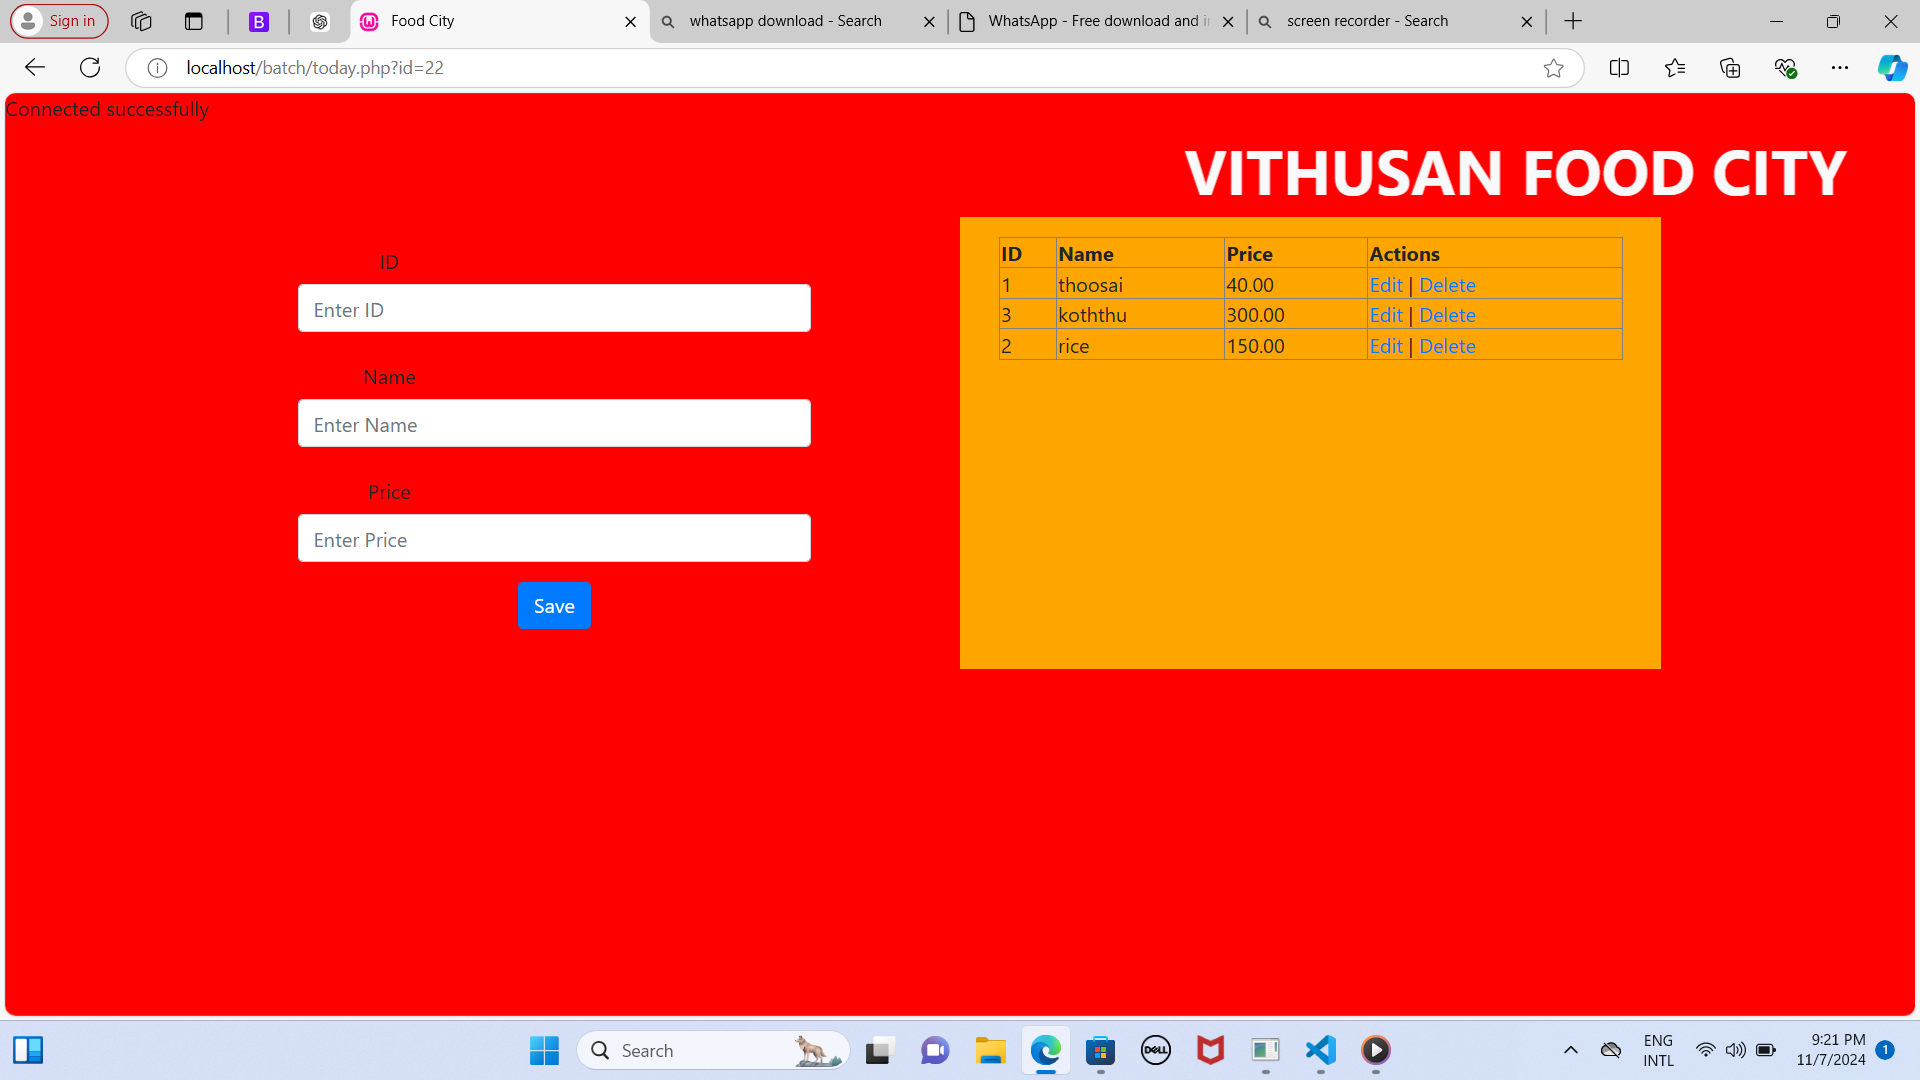 Sign in
Food City
whatsapp download - Search
WhatsApp - Free download and in
screen recorder - Search
localhost/batch/today.php?id=22
Connected successfully
VITHUSAN FOOD CITY
ID
Enter ID
Name
Enter Name
Price
Enter Price
Save
ID Name Price Actions
1 thoosai 40.00 Edit | Delete
3 koththu 300.00 Edit | Delete
2 rice 150.00 Edit | Delete
Search
DELL
ENG
INTL
9:21 PM
11/7/2024
1